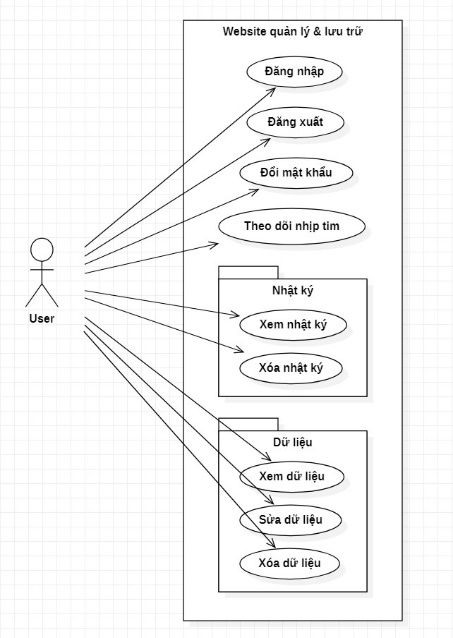 Website quản lý & lưu trữ
Đăng nhập
Đăng xuất
Đổi mật khẩu
Theo dõi nhịp tim
User
Nhật ký
Xem nhật ký
Xóa nhật ký
Dữ liệu
Xem dữ liệu
Sửa dữ liệu
Xóa dữ liệu